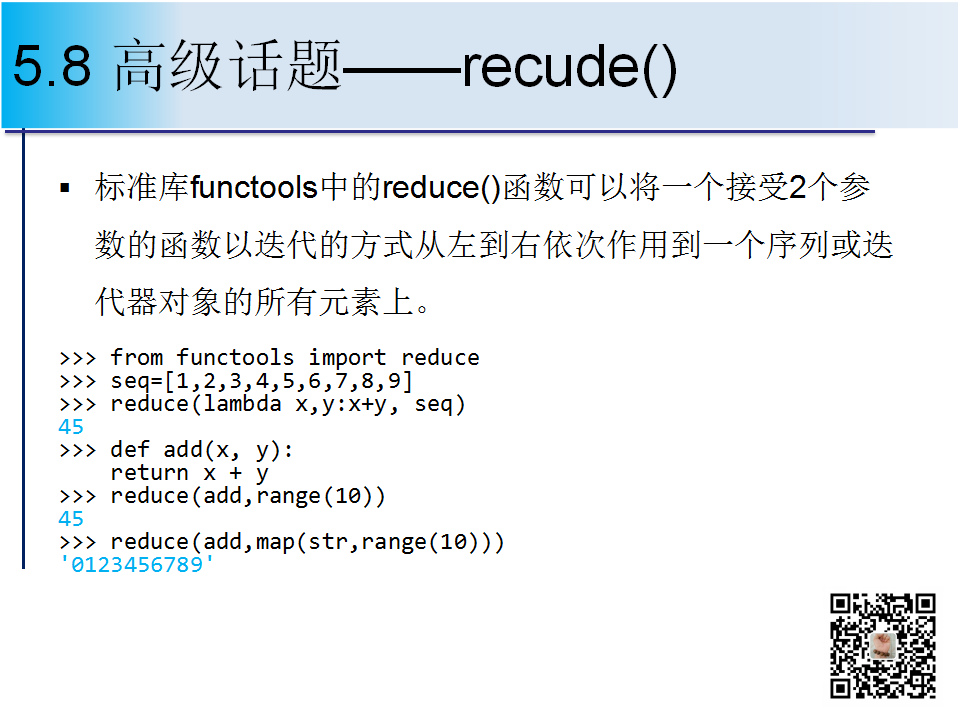 5.8 高级话题——recude()
▪ 标准库functools中的reduce()函数可以将一个接受2个参
数的函数以迭代的方式从左到右依次作用到一个序列或迭
代器对象的所有元素上。
>>> from functools import reduce
>>> seq=[1,2,3,4,5,6,7,8,9]
>>> reduce(lambda x,y:x+y, seq)
45
>>> def add(x, y):
    return x + y
>>> reduce(add,range(10))
45
>>> reduce(add,map(str,range(10)))
'0123456789'